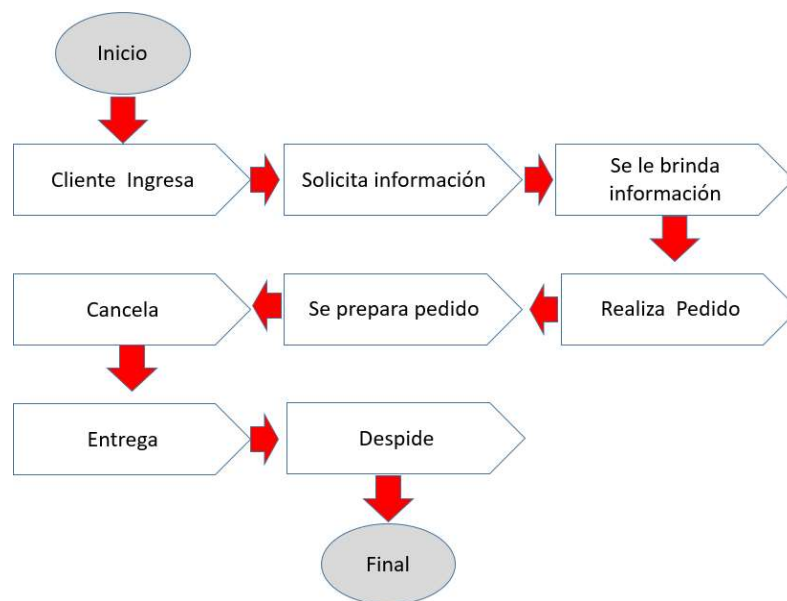 Inicio
Cliente Ingresa
Solicita información
Se le brinda
información
Realiza Pedido
Se prepara pedido
Cancela
Entrega
Despide
Final